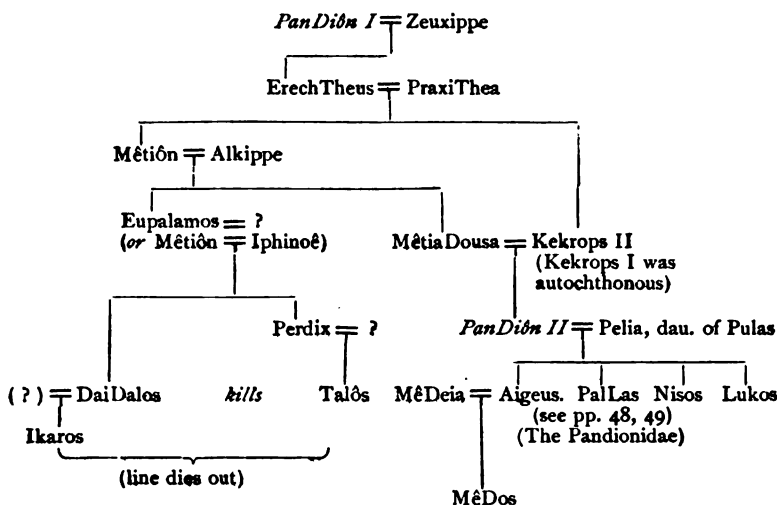 PanDiôn I = Zeuxippe
ErechTheus = PraxiThea
Mêtiôn = Alkippe
Eupalamos = ?
(or Mêtiôn = Iphinoê)
MêtiaDousa = Kekrops II
(Kekrops I was
autochthonous)
Perdix = ?
PanDiôn II = Pelia, dau. of Pulas
(?) = DaiDalos kills Talôs MêDeia = Aigeus. PalLas Nisos Lukos
(see pp. 48, 49)
Ikaros
(The Pandionidae)
(line dies out)
MêDos